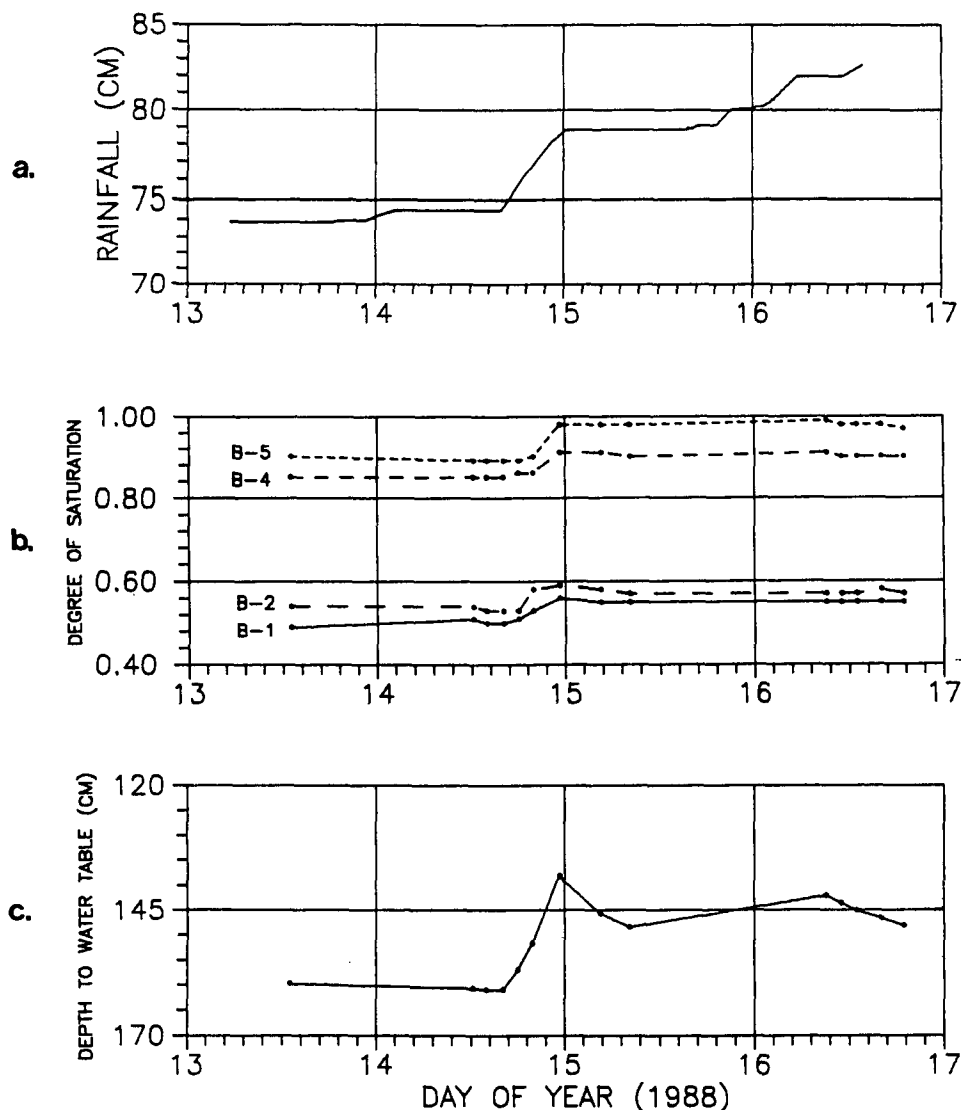 a.
RAINFALL (CM)
85
80
75
70
13 14 15 16 17
b.
DEGREE OF SATURATION
1.00
0.80
0.60
0.40
B-5
B-4
B-2
B-1
13 14 15 16 17
c.
DEPTH TO WATER TABLE (CM)
120
145
170
13 14 15 16 17
DAY OF YEAR (1988)